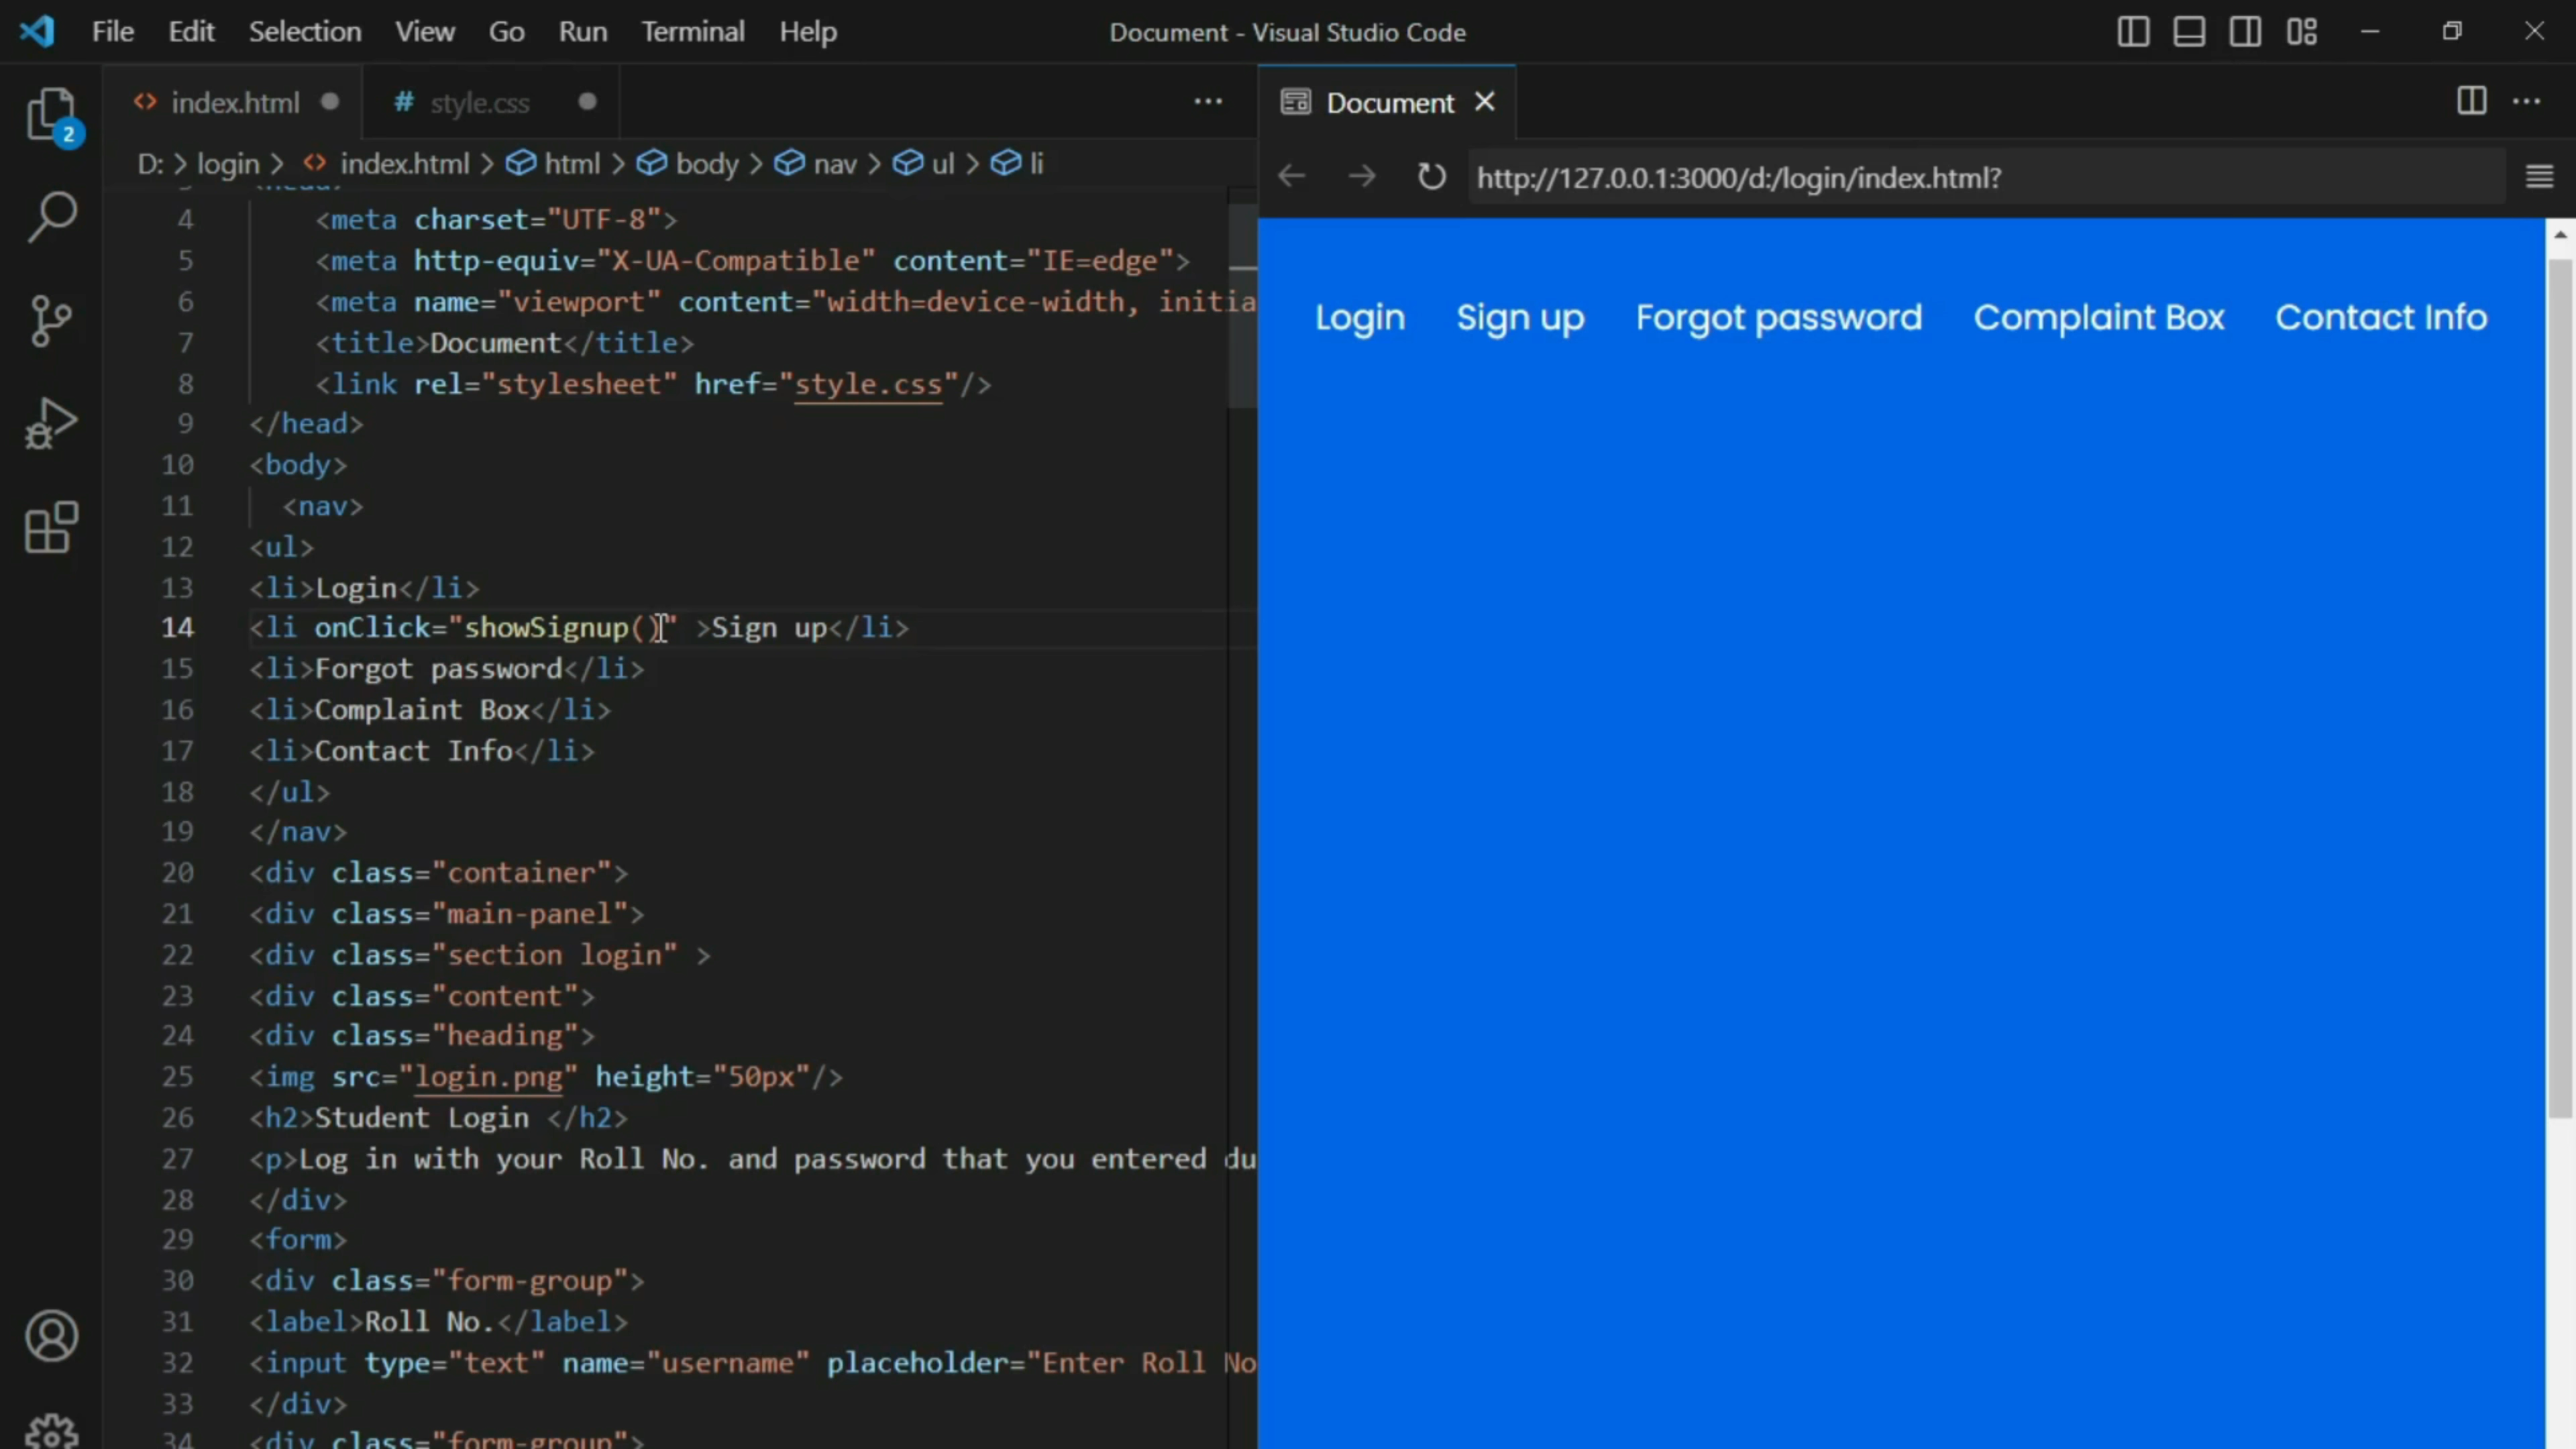 File Edit Selection View Go Run Terminal Help
Document - Visual Studio Code
index.html
# style.css
Document
2
D: > login > index.html > html > body > nav > ul > li
http://127.0.0.1:3000/d:/login/index.html?
4 <meta charset="UTF-8">
5 <meta http-equiv="X-UA-Compatible" content="IE=edge">
6 <meta name="viewport" content="width=device-width, initia
7 <title>Document</title>
8 <link rel="stylesheet" href="style.css"/>
9 </head>
10 <body>
11 <nav>
12 <ul>
13 <li>Login</li>
14 <li onClick="showSignup()" >Sign up</li>
15 <li>Forgot password</li>
16 <li>Complaint Box</li>
17 <li>Contact Info</li>
18 </ul>
19 </nav>
20 <div class="container">
21 <div class="main-panel">
22 <div class="section login" >
23 <div class="content">
24 <div class="heading">
25 <img src="login.png" height="50px"/>
26 <h2>Student Login </h2>
27 <p>Log in with your Roll No. and password that you entered du
28 </div>
29 <form>
30 <div class="form-group">
31 <label>Roll No.</label>
32 <input type="text" name="username" placeholder="Enter Roll No
33 </div>
34 <div class="form-group">
Login Sign up Forgot password Complaint Box Contact Info